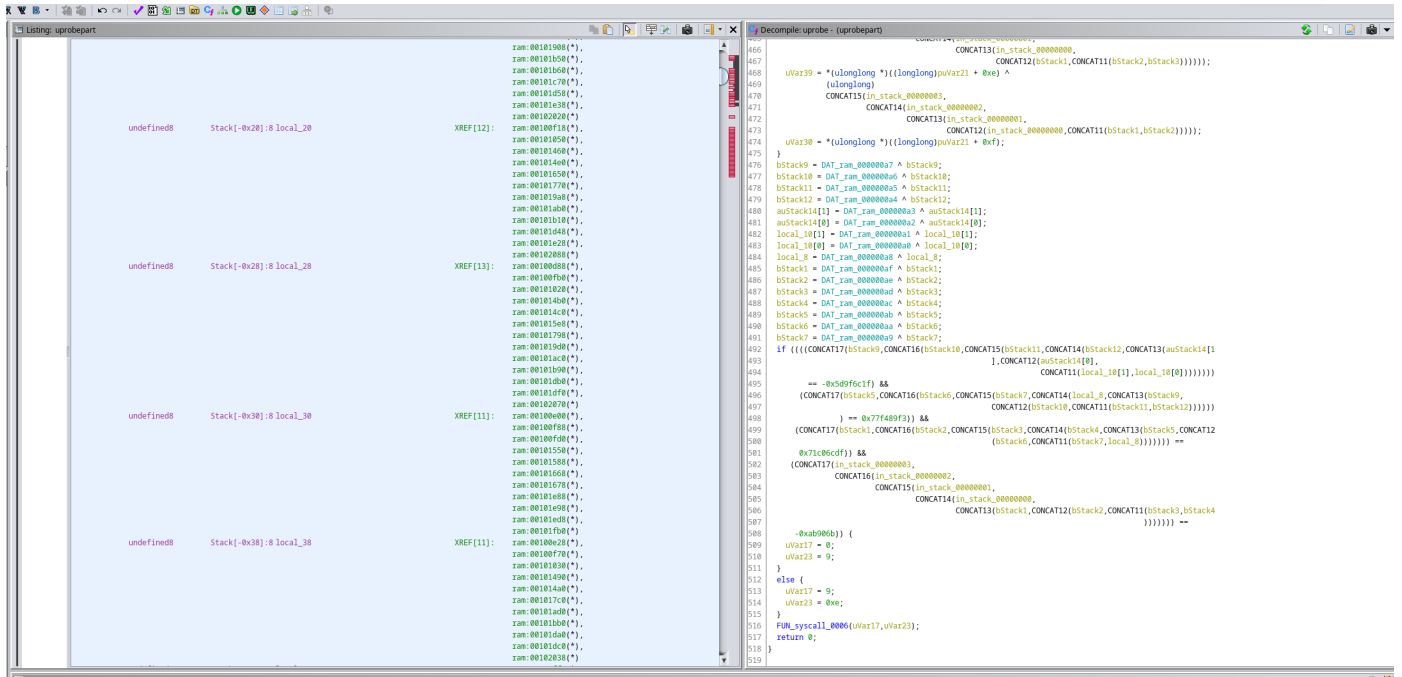 Listing: uprobepart
ram:00101908(*),
ram:00101b50(*),
ram:00101b60(*),
ram:00101c70(*),
ram:00101d58(*),
ram:00101e38(*),
ram:00102020(*)
undefined8 Stack[-0x20]:8 local_20 XREF[12]: ram:00100f18(*),
ram:00101050(*),
ram:00101460(*),
ram:001014e0(*),
ram:00101650(*),
ram:00101770(*),
ram:001019a8(*),
ram:00101ab0(*),
ram:00101b10(*),
ram:00101d48(*),
ram:00101e28(*),
ram:00102088(*)
undefined8 Stack[-0x28]:8 local_28 XREF[13]: ram:00100d88(*),
ram:00100fb0(*),
ram:00101020(*),
ram:001014b0(*),
ram:001014c0(*),
ram:001015e8(*),
ram:00101798(*),
ram:001019d0(*),
ram:00101ac0(*),
ram:00101b90(*),
ram:00101db0(*),
ram:00101df0(*),
ram:00102070(*)
undefined8 Stack[-0x30]:8 local_30 XREF[11]: ram:00100e00(*),
ram:00100f88(*),
ram:00100fd0(*),
ram:00101550(*),
ram:00101588(*),
ram:00101668(*),
ram:00101678(*),
ram:00101e88(*),
ram:00101e98(*),
ram:00101ed8(*),
ram:00101fb0(*)
undefined8 Stack[-0x38]:8 local_38 XREF[11]: ram:00100e28(*),
ram:00100f70(*),
ram:00101030(*),
ram:00101490(*),
ram:001014a0(*),
ram:001017c0(*),
ram:00101ad0(*),
ram:00101bb0(*),
ram:00101da0(*),
ram:00101dc0(*),
ram:00102038(*)
Decompile: uprobe - (uprobepart)
466 CONCAT13(in_stack_00000000,
467 CONCAT12(bStack1,CONCAT11(bStack2,bStack3))))));
468 uVar39 = *(ulonglong *)((longlong)puVar21 + 0xe) ^
469 (ulonglong)
470 CONCAT15(in_stack_00000003,
471 CONCAT14(in_stack_00000002,
472 CONCAT13(in_stack_00000001,
473 CONCAT12(in_stack_00000000,CONCAT11(bStack1,bStack2)))));
474 uVar30 = *(ulonglong *)((longlong)puVar21 + 0xf);
475 }
476 bStack9 = DAT_ram_000000a7 ^ bStack9;
477 bStack10 = DAT_ram_000000a6 ^ bStack10;
478 bStack11 = DAT_ram_000000a5 ^ bStack11;
479 bStack12 = DAT_ram_000000a4 ^ bStack12;
480 auStack14[1] = DAT_ram_000000a3 ^ auStack14[1];
481 auStack14[0] = DAT_ram_000000a2 ^ auStack14[0];
482 local_10[1] = DAT_ram_000000a1 ^ local_10[1];
483 local_10[0] = DAT_ram_000000a0 ^ local_10[0];
484 local_8 = DAT_ram_000000a8 ^ local_8;
485 bStack1 = DAT_ram_000000af ^ bStack1;
486 bStack2 = DAT_ram_000000ae ^ bStack2;
487 bStack3 = DAT_ram_000000ad ^ bStack3;
488 bStack4 = DAT_ram_000000ac ^ bStack4;
489 bStack5 = DAT_ram_000000ab ^ bStack5;
490 bStack6 = DAT_ram_000000aa ^ bStack6;
491 bStack7 = DAT_ram_000000a9 ^ bStack7;
492 if ((((CONCAT17(bStack9,CONCAT16(bStack10,CONCAT15(bStack11,CONCAT14(bStack12,CONCAT13(auStack14[1
493 ],CONCAT12(auStack14[0],
494 CONCAT11(local_10[1],local_10[0])))))))
495 == -0x5d9f6c1f) &&
496 (CONCAT17(bStack5,CONCAT16(bStack6,CONCAT15(bStack7,CONCAT14(local_8,CONCAT13(bStack9,
497 CONCAT12(bStack10,CONCAT11(bStack11,bStack12))))))
498 ) == 0x77f489f3)) &&
499 (CONCAT17(bStack1,CONCAT16(bStack2,CONCAT15(bStack3,CONCAT14(bStack4,CONCAT13(bStack5,CONCAT12
500 (bStack6,CONCAT11(bStack7,local_8))))))) ==
501 0x71c06cdf)) &&
502 (CONCAT17(in_stack_00000003,
503 CONCAT16(in_stack_00000002,
504 CONCAT15(in_stack_00000001,
505 CONCAT14(in_stack_00000000,
506 CONCAT13(bStack1,CONCAT12(bStack2,CONCAT11(bStack3,bStack4
507 ))))))) ==
508 -0xab906b)) {
509 uVar17 = 0;
510 uVar23 = 9;
511 }
512 else {
513 uVar17 = 9;
514 uVar23 = 0xe;
515 }
516 FUN_syscall_0006(uVar17,uVar23);
517 return 0;
518 }
519